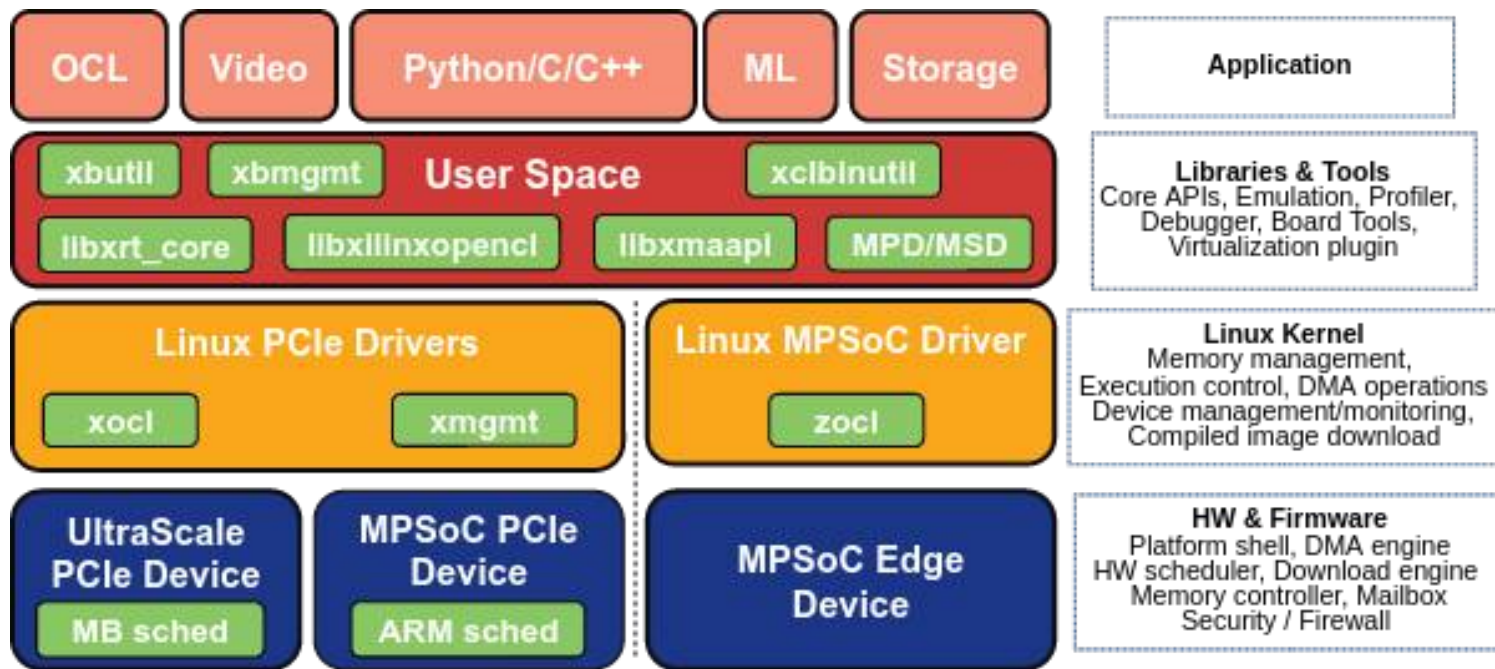 OCL
Video
Python/C/C++
ML
Storage
Application
xbutil
xbmgmt
User Space
xclbinutil
libxrt_core
libxilinxopencl
libxmaapi
MPD/MSD
Libraries & Tools
Core APIs, Emulation, Profiler,
Debugger, Board Tools,
Virtualization plugin
Linux PCIe Drivers
xocl
xmgmt
Linux MPSoC Driver
zocl
Linux Kernel
Memory management,
Execution control, DMA operations
Device management/monitoring,
Compiled image download
UltraScale
PCIe Device
MB sched
MPSoC PCIe
Device
ARM sched
MPSoC Edge
Device
HW & Firmware
Platform shell, DMA engine
HW scheduler, Download engine
Memory controller, Mailbox
Security / Firewall